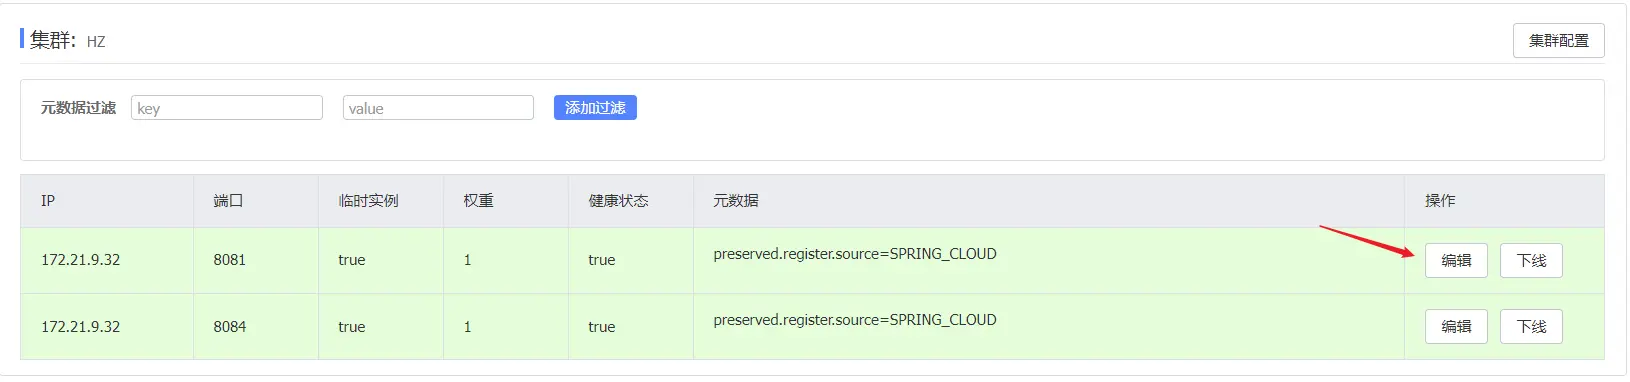 集群: HZ 集群配置
元数据过滤 key value 添加过滤
IP 端口 临时实例 权重 健康状态 元数据 操作
172.21.9.32 8081 true 1 true preserved.register.source=SPRING_CLOUD 编辑 下线
172.21.9.32 8084 true 1 true preserved.register.source=SPRING_CLOUD 编辑 下线